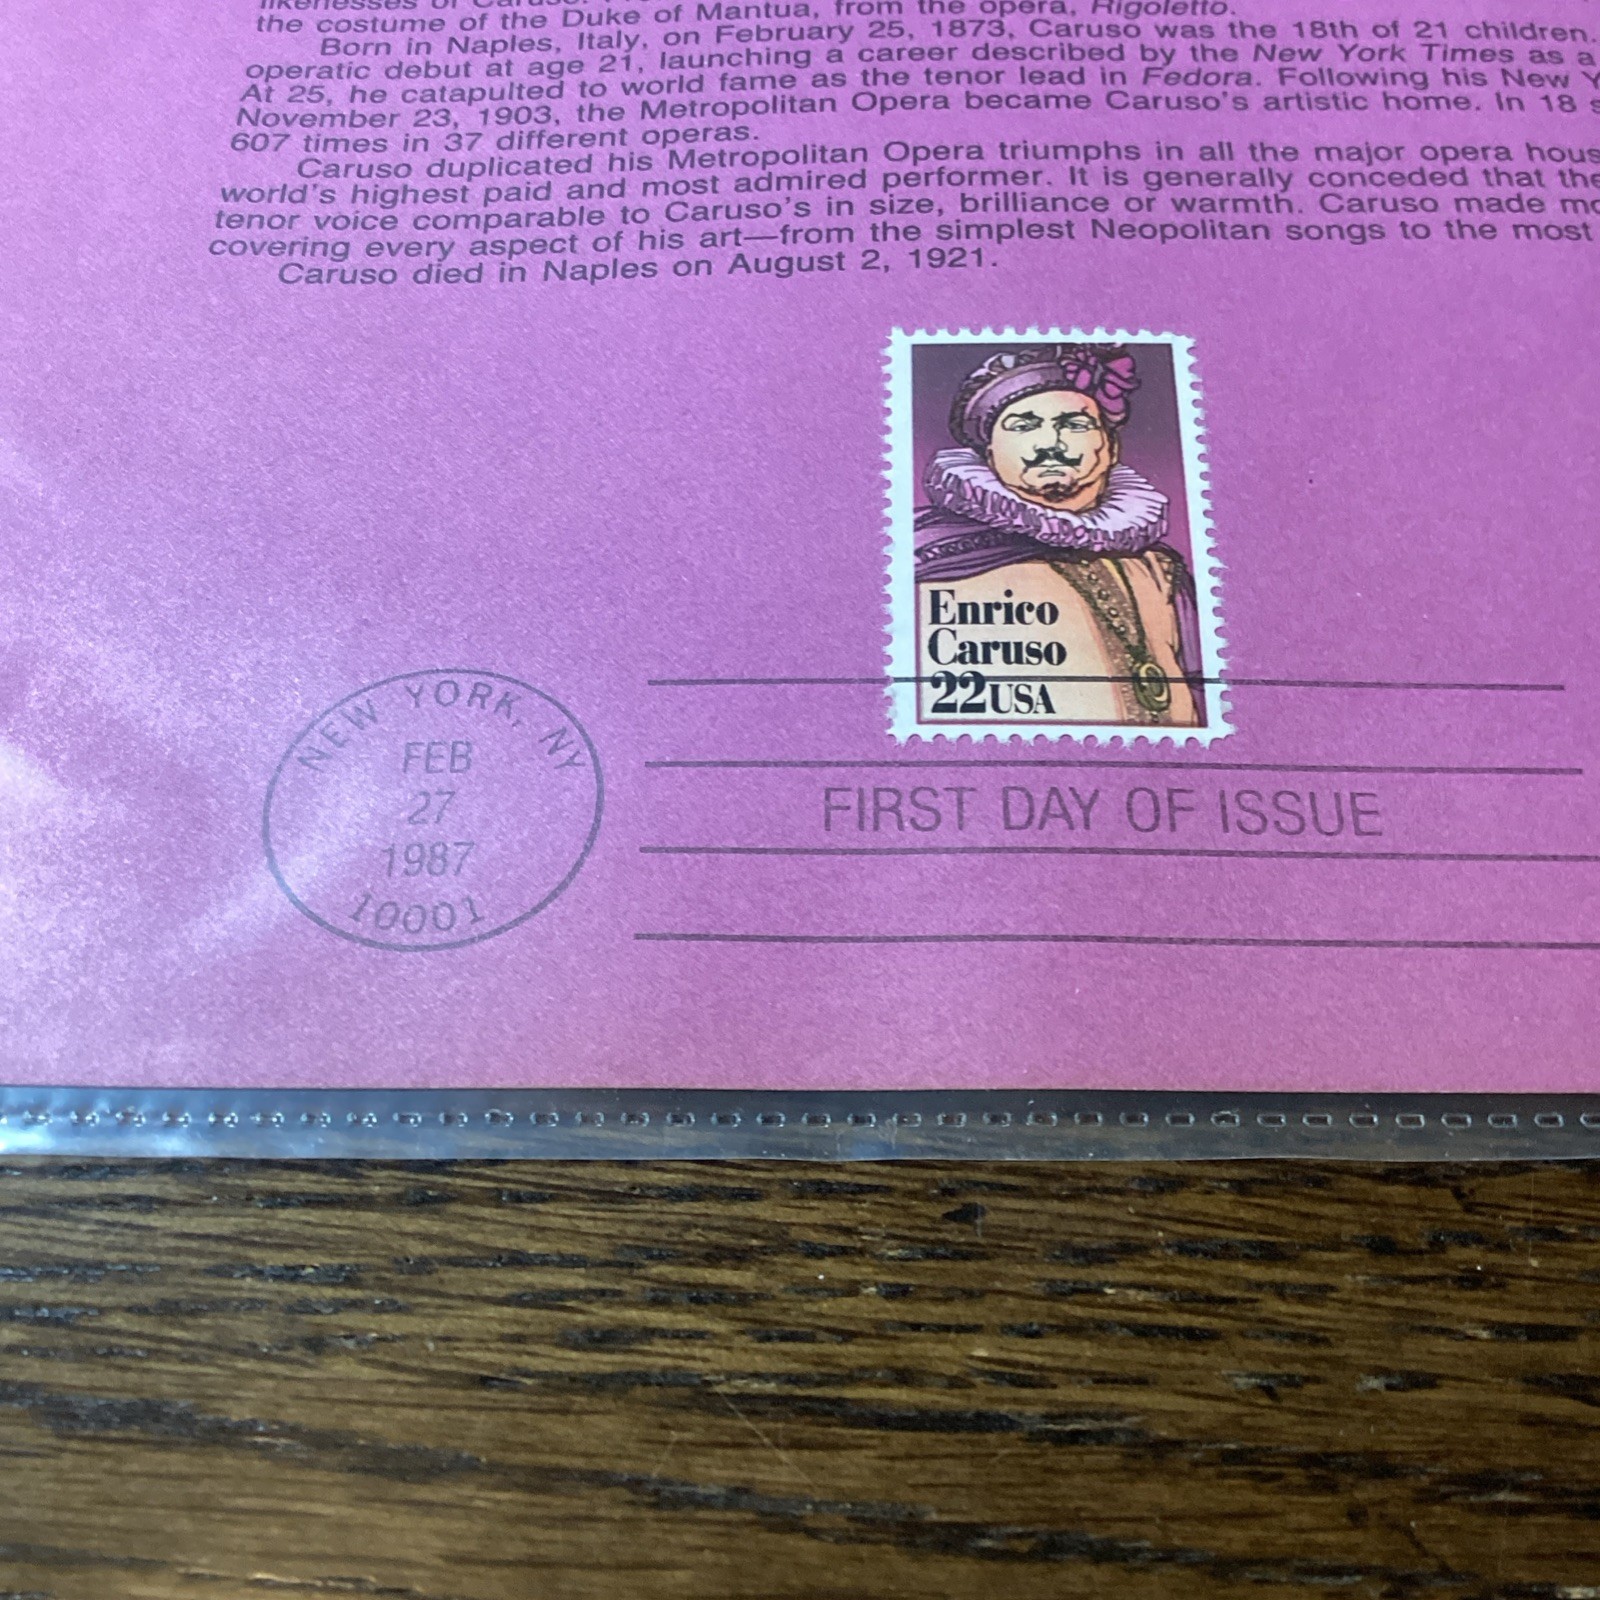 likenesses of Caruso.
the costume of the Duke of Mantua, from the opera, Rigoletto.
Born in Naples, Italy, on February 25, 1873, Caruso was the 18th of 21 children.
operatic debut at age 21, launching a career described by the New York Times as a
At 25, he catapulted to world fame as the tenor lead in Fedora. Following his New Y
November 23, 1903, the Metropolitan Opera became Caruso's artistic home. In 18 s
607 times in 37 different operas.
Caruso duplicated his Metropolitan Opera triumphs in all the major opera hous
world's highest paid and most admired performer. It is generally conceded that the
tenor voice comparable to Caruso's in size, brilliance or warmth. Caruso made mo
covering every aspect of his art—from the simplest Neopolitan songs to the most
Caruso died in Naples on August 2, 1921.
Enrico
Caruso
22USA
NEW YORK, NY
FEB
27
1987
10001
FIRST DAY OF ISSUE